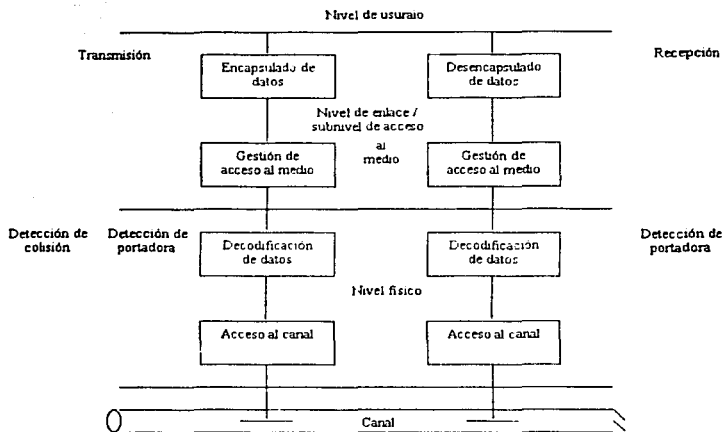 Nivel de usuraio
Transmisión
Recepción
Encapsulado de
datos
Desencapsulado
de datos
Nivel de enlace /
subnivel de acceso
al
medio
Gestión de
acceso al medio
Gestión de
acceso al medio
Detección de
colisión
Detección de
portadora
Decodificación
de datos
Decodificación
de datos
Detección de
portadora
Nivel físico
Acceso al canal
Acceso al canal
Canal